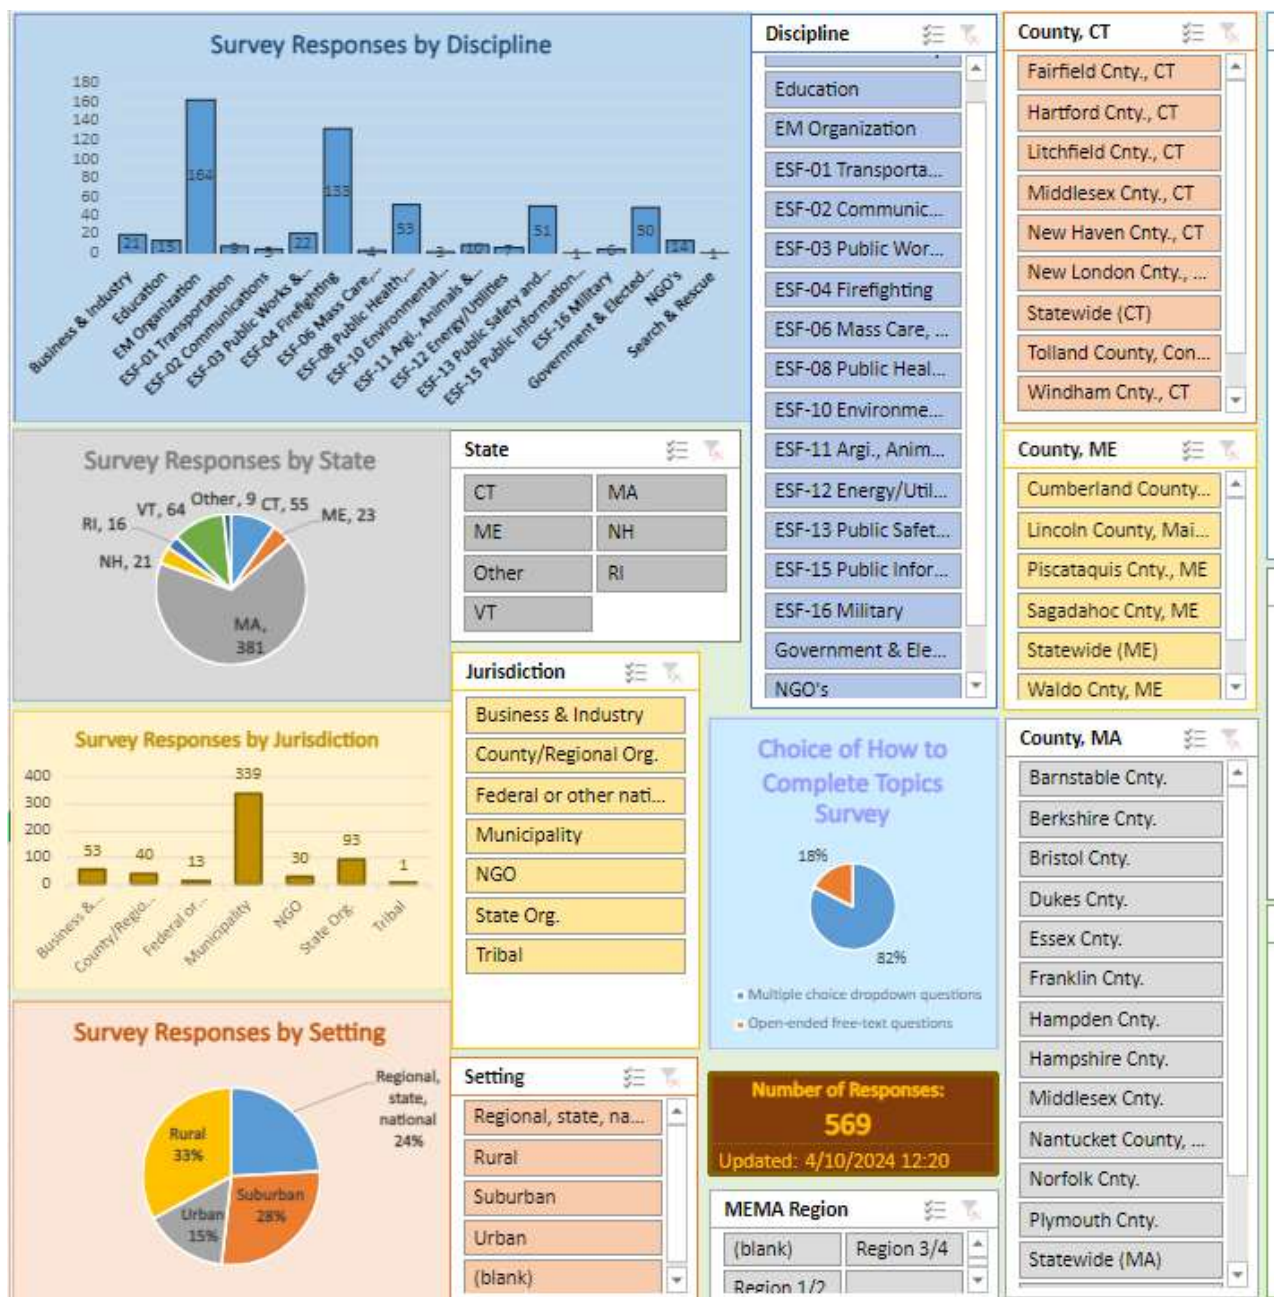 Survey Responses by Discipline
180
160
140
120
100
80
60
40
20
0
21
15
164
9
5
22
133
4
53
3
10
7
51
1
6
50
14
1
Business & Industry
Education
EM Organization
ESF-01 Transportation
ESF-02 Communications
ESF-03 Public Works &...
ESF-04 Firefighting
ESF-06 Mass Care,...
ESF-08 Public Health,...
ESF-10 Environmental...
ESF-11 Argi., Animals &...
ESF-12 Energy/Utilities
ESF-13 Public Safety and...
ESF-15 Public Information...
ESF-16 Military
Government & Elected...
NGO's
Search & Rescue
Discipline
Education
EM Organization
ESF-01 Transporta...
ESF-02 Communic...
ESF-03 Public Wor...
ESF-04 Firefighting
ESF-06 Mass Care, ...
ESF-08 Public Heal...
ESF-10 Environme...
ESF-11 Argi., Anim...
ESF-12 Energy/Util...
ESF-13 Public Safet...
ESF-15 Public Infor...
ESF-16 Military
Government & Ele...
NGO's
County, CT
Fairfield Cnty., CT
Hartford Cnty., CT
Litchfield Cnty., CT
Middlesex Cnty., CT
New Haven Cnty., CT
New London Cnty., ...
Statewide (CT)
Tolland County, Con...
Windham Cnty., CT
Survey Responses by State
CT, 55
ME, 23
MA,
381
NH, 21
RI, 16
VT, 64
Other, 9
State
CT
MA
ME
NH
Other
RI
VT
County, ME
Cumberland County...
Lincoln County, Mai...
Piscataquis Cnty., ME
Sagadahoc Cnty, ME
Statewide (ME)
Waldo Cnty, ME
Survey Responses by Jurisdiction
400
300
200
100
0
53
40
13
339
30
93
1
Business &...
County/Regio...
Federal or...
Municipality
NGO
State Org.
Tribal
Jurisdiction
Business & Industry
County/Regional Org.
Federal or other nati...
Municipality
NGO
State Org.
Tribal
Choice of How to
Complete Topics
Survey
18%
82%
Multiple choice dropdown questions
Open-ended free-text questions
County, MA
Barnstable Cnty.
Berkshire Cnty.
Bristol Cnty.
Dukes Cnty.
Essex Cnty.
Franklin Cnty.
Hampden Cnty.
Hampshire Cnty.
Middlesex Cnty.
Nantucket County, ...
Norfolk Cnty.
Plymouth Cnty.
Statewide (MA)
Survey Responses by Setting
Regional,
state,
national
24%
Rural
33%
Urban
15%
Suburban
28%
Setting
Regional, state, na...
Rural
Suburban
Urban
(blank)
Number of Responses:
569
Updated: 4/10/2024 12:20
MEMA Region
(blank)
Region 3/4
Region 1/2